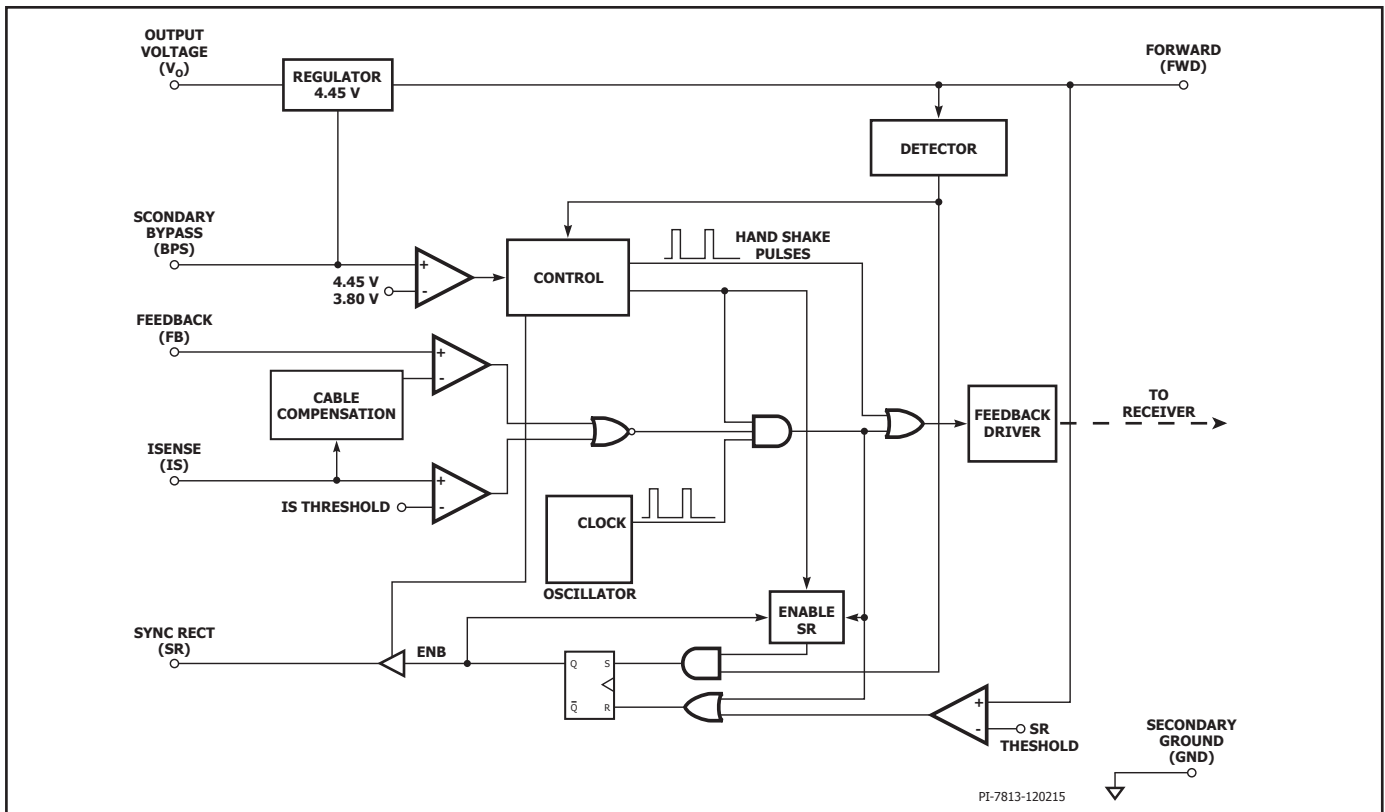 OUTPUT
VOLTAGE
(VO)
REGULATOR
4.45 V
FORWARD
(FWD)
DETECTOR
SCONDARY
BYPASS
(BPS)
+
-
4.45 V
3.80 V
CONTROL
HAND SHAKE
PULSES
FEEDBACK
(FB)
+
-
CABLE
COMPENSATION
FEEDBACK
DRIVER
TO
RECEIVER
ISENSE
(IS)
+
-
IS THRESHOLD
CLOCK
OSCILLATOR
ENABLE
SR
SYNC RECT
(SR)
ENB
Q
S
Q̅
R
+
-
SR
THESHOLD
SECONDARY
GROUND
(GND)
PI-7813-120215